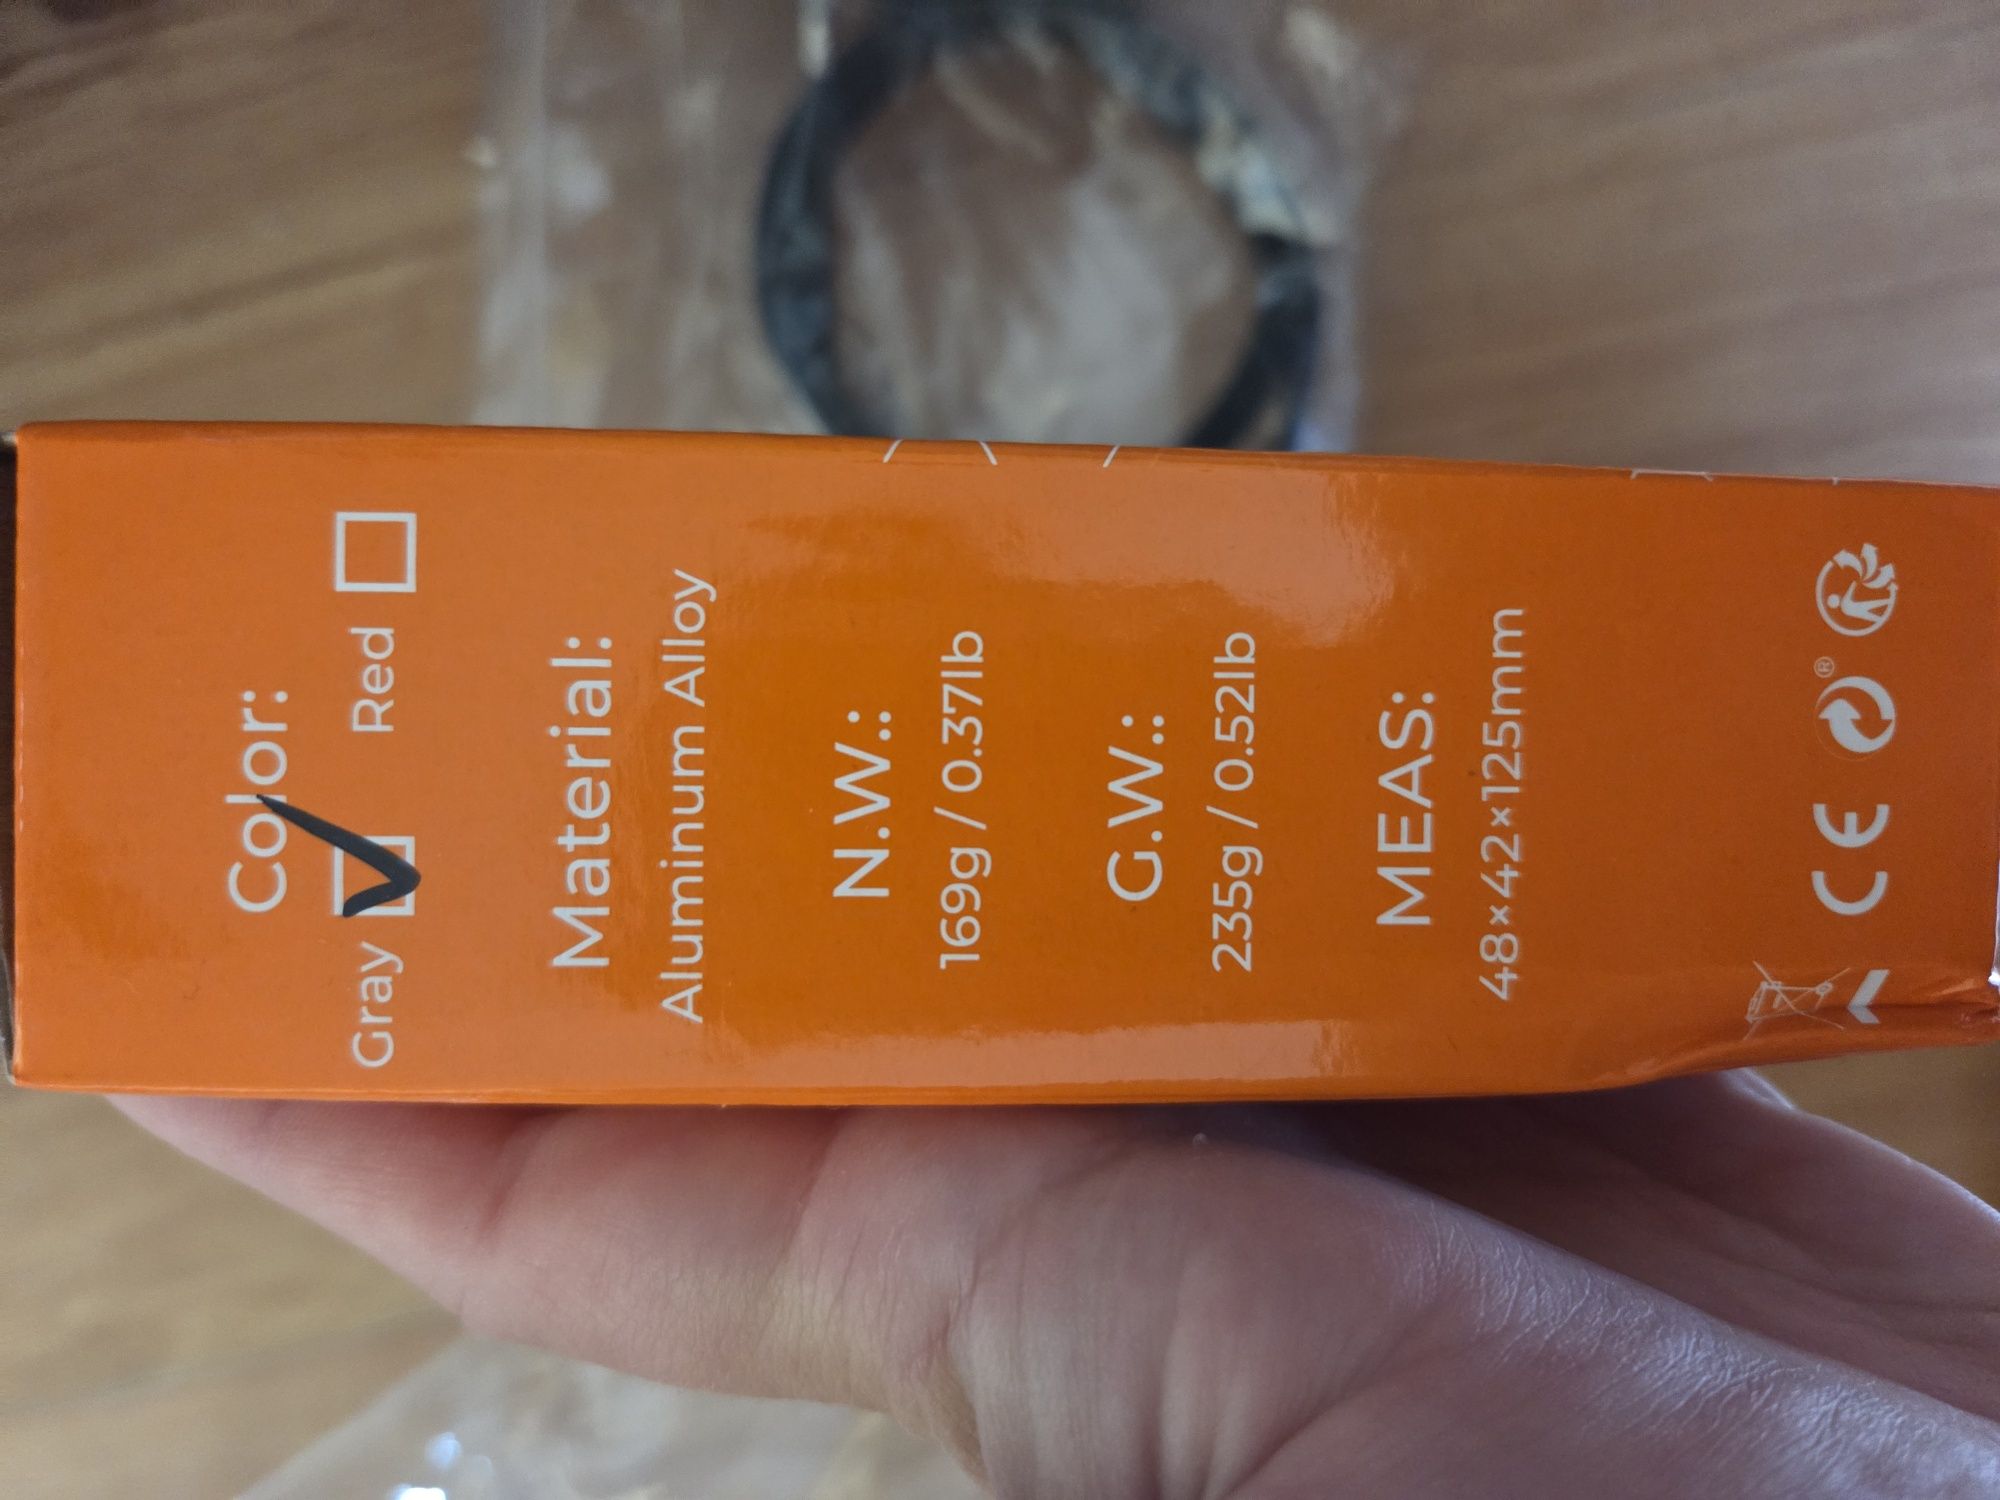 Color:
Gray Red
Material:
Aluminum Alloy
N.W.:
169g / 0.37lb
G.W.:
235g / 0.52lb
MEAS:
48×42×125mm
CE ®